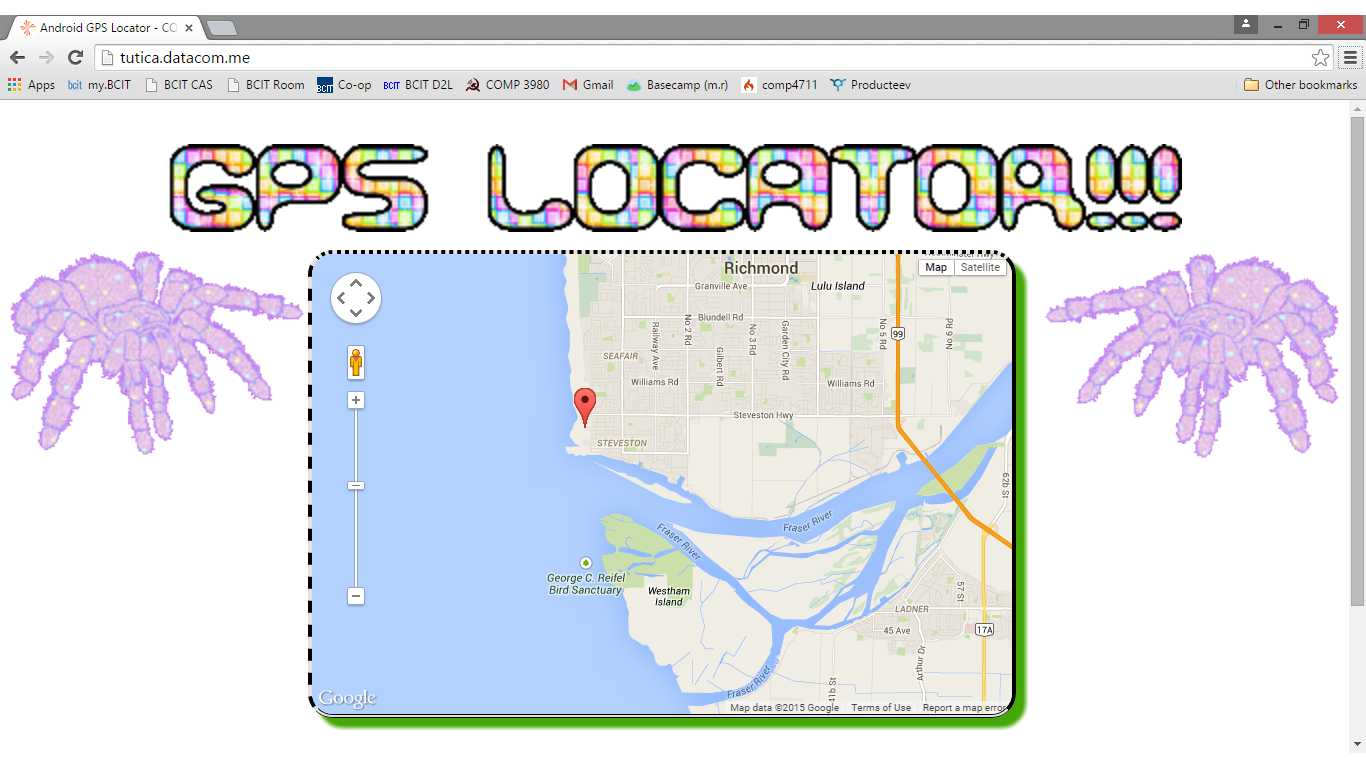 Android GPS Locator - CO
tutica.datacom.me
Apps bcit my.BCIT BCIT CAS BCIT Room BCIT Co-op BCIT BCIT D2L COMP 3980 Gmail Basecamp (m.r) comp4711 Producteev Other bookmarks
GPS LOCATOR!!!
Map Satellite
Richmond
Granville Ave
Lulu Island
Blundell Rd
No 2 Rd
Railway Ave
Gilbert Rd
No 3 Rd
Garden City Rd
No 5 Rd
No 6 Rd
99
SEAFAIR
Williams Rd
Williams Rd
Steveston Hwy
STEVESTON
62b St
Fraser River
Fraser River
George C. Reifel
Bird Sanctuary
Westham
Island
LADNER
57 St
45 Ave
17A
Arthur Dr
Fraser River
41b St
Google
Map data ©2015 Google Terms of Use Report a map error